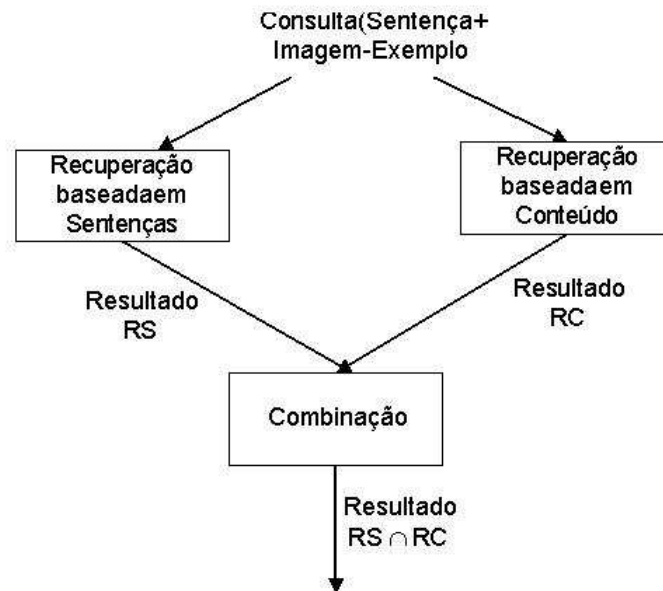 Consulta(Sentença+
Imagem-Exemplo
Recuperação
baseadaem
Sentenças
Recuperação
baseadaem
Conteúdo
Resultado
RS
Resultado
RC
Combinação
Resultado
RS ∩ RC